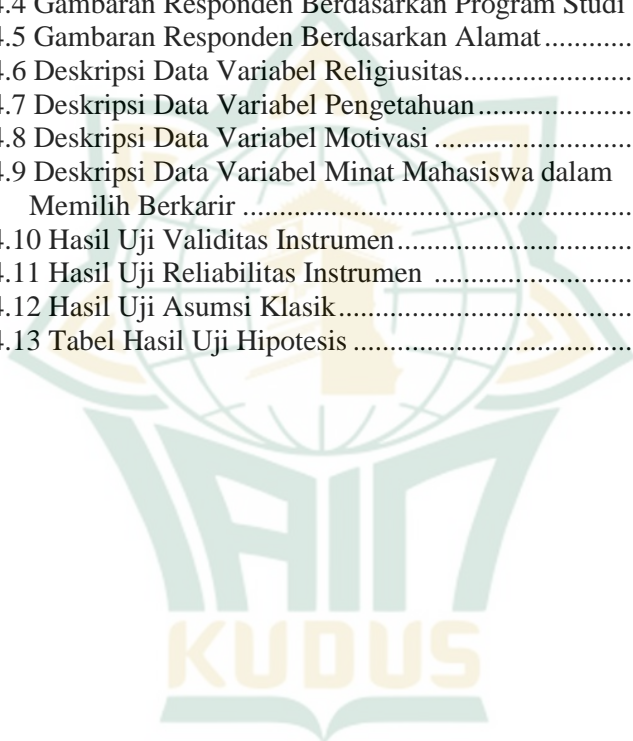 4.4 Gambaran Responden Berdasarkan Program Studi
4.5 Gambaran Responden Berdasarkan Alamat....................
4.6 Deskripsi Data Variabel Religiusitas...........................
4.7 Deskripsi Data Variabel Pengetahuan.........................
4.8 Deskripsi Data Variabel Motivasi ..............................
4.9 Deskripsi Data Variabel Minat Mahasiswa dalam
Memilih Berkarir ............................................................
4.10 Hasil Uji Validitas Instrumen....................................
4.11 Hasil Uji Reliabilitas Instrumen ..............................
4.12 Hasil Uji Asumsi Klasik............................................
4.13 Tabel Hasil Uji Hipotesis ..........................................
IAIN
KUDUS